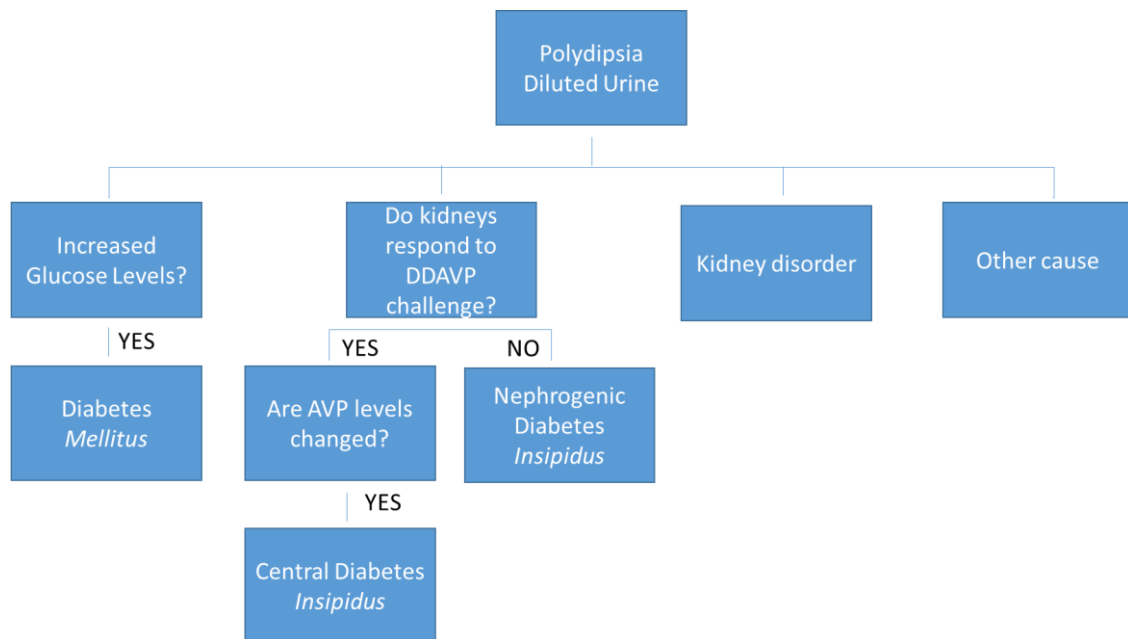 Polydipsia
Diluted Urine
Increased
Glucose Levels?
Do kidneys
respond to
DDAVP
challenge?
Kidney disorder
Other cause
YES
YES
NO
Diabetes
Mellitus
Are AVP levels
changed?
Nephrogenic
Diabetes
Insipidus
YES
Central Diabetes
Insipidus